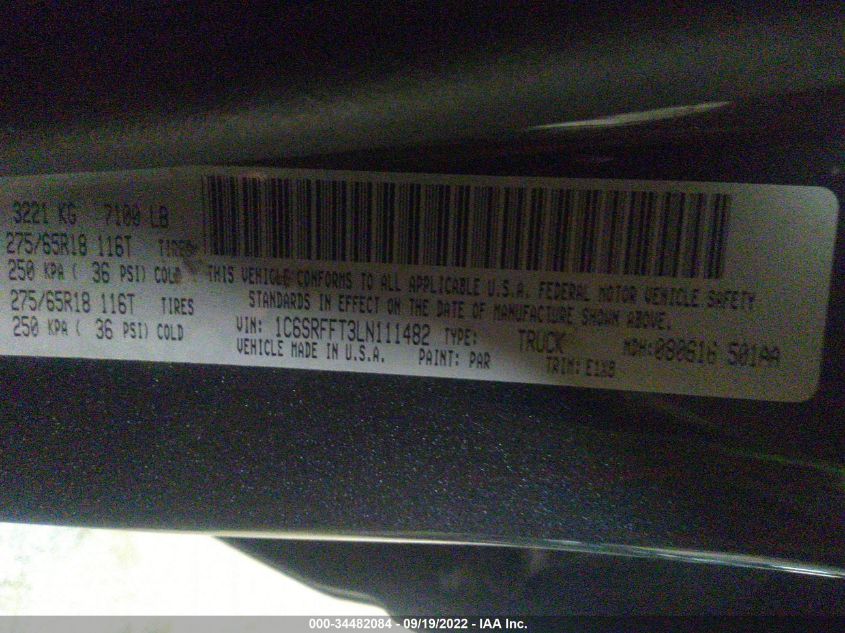 3221 KG 7100 LB
275/65R18 116T TIRES
250 KPA ( 36 PSI) COLD
275/65R18 116T TIRES
250 KPA ( 36 PSI) COLD
THIS VEHICLE CONFORMS TO ALL APPLICABLE U.S.A. FEDERAL MOTOR VEHICLE SAFETY
STANDARDS IN EFFECT ON THE DATE OF MANUFACTURE SHOWN ABOVE.
VIN: 1C6SRFFT3LN111482 TYPE: TRUCK MDH:080616 501AA
VEHICLE MADE IN U.S.A. PAINT: PAR TRIM: E1X8
000-34482084 - 09/19/2022 - IAA Inc.